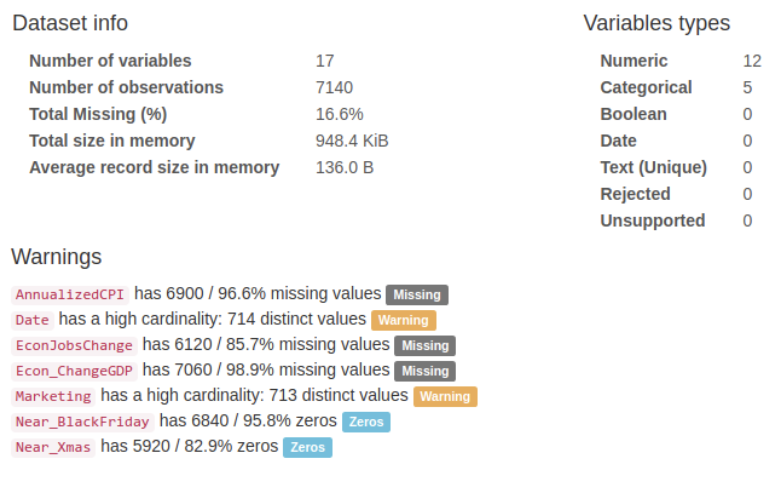 Dataset info
Number of variables 17
Number of observations 7140
Total Missing (%) 16.6%
Total size in memory 948.4 KiB
Average record size in memory 136.0 B
Variables types
Numeric 12
Categorical 5
Boolean 0
Date 0
Text (Unique) 0
Rejected 0
Unsupported 0
Warnings
AnnualizedCPI has 6900 / 96.6% missing values Missing
Date has a high cardinality: 714 distinct values Warning
EconJobsChange has 6120 / 85.7% missing values Missing
Econ_ChangeGDP has 7060 / 98.9% missing values Missing
Marketing has a high cardinality: 713 distinct values Warning
Near_BlackFriday has 6840 / 95.8% zeros Zeros
Near_Xmas has 5920 / 82.9% zeros Zeros